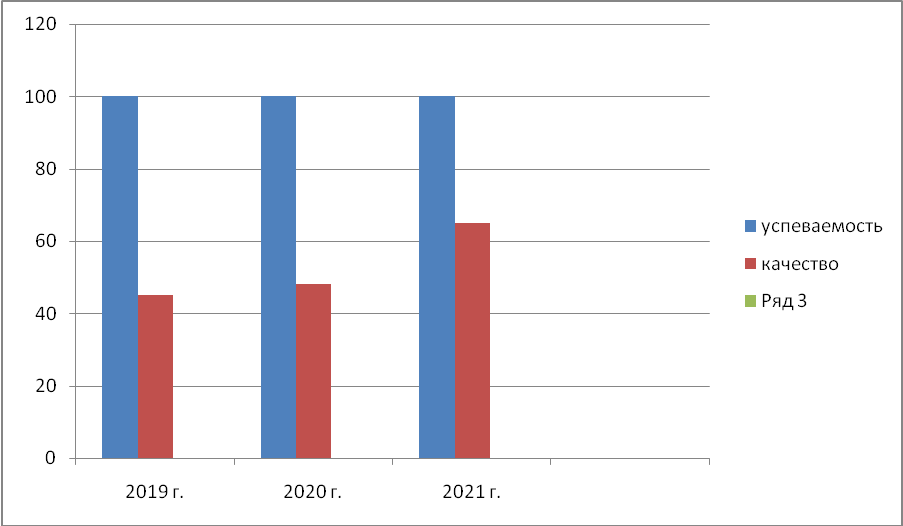 120
100
80
60
40
20
0
2019 г.
2020 г.
2021 г.
успеваемость
качество
Ряд 3